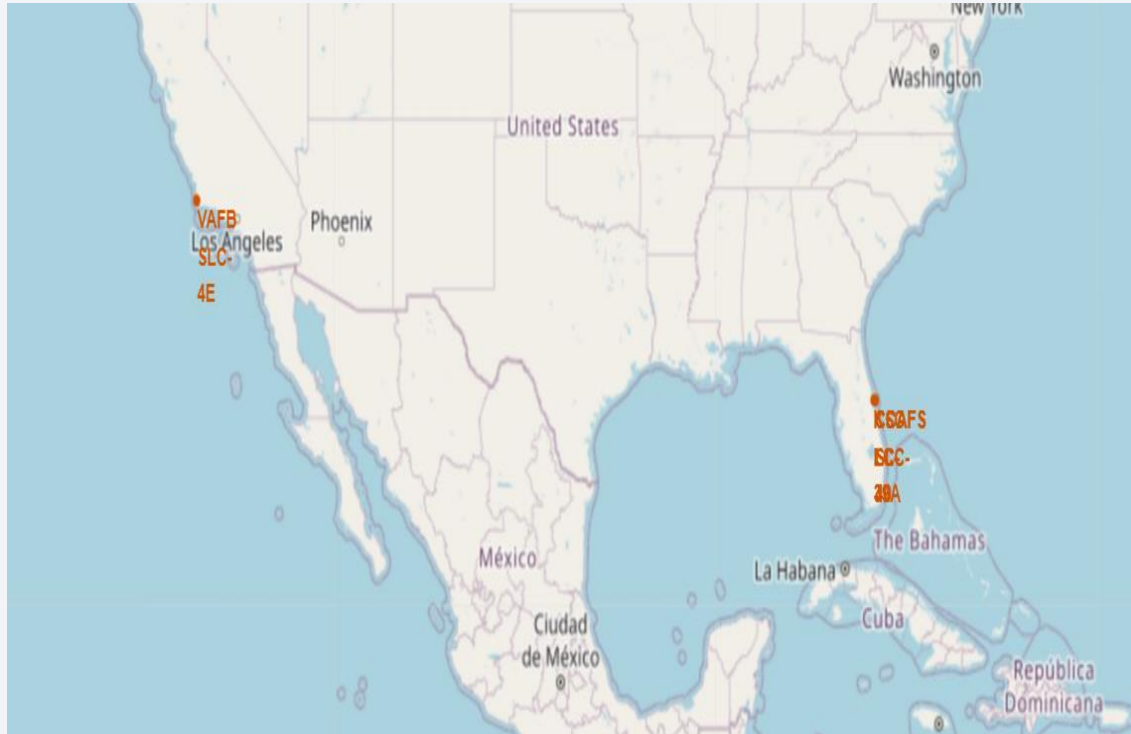 New York
Washington
United States
VAFB
Phoenix
Los Angeles
SLC-
4E
The Bahamas
México
La Habana
Cuba
Ciudad
de México
República
Dominicana